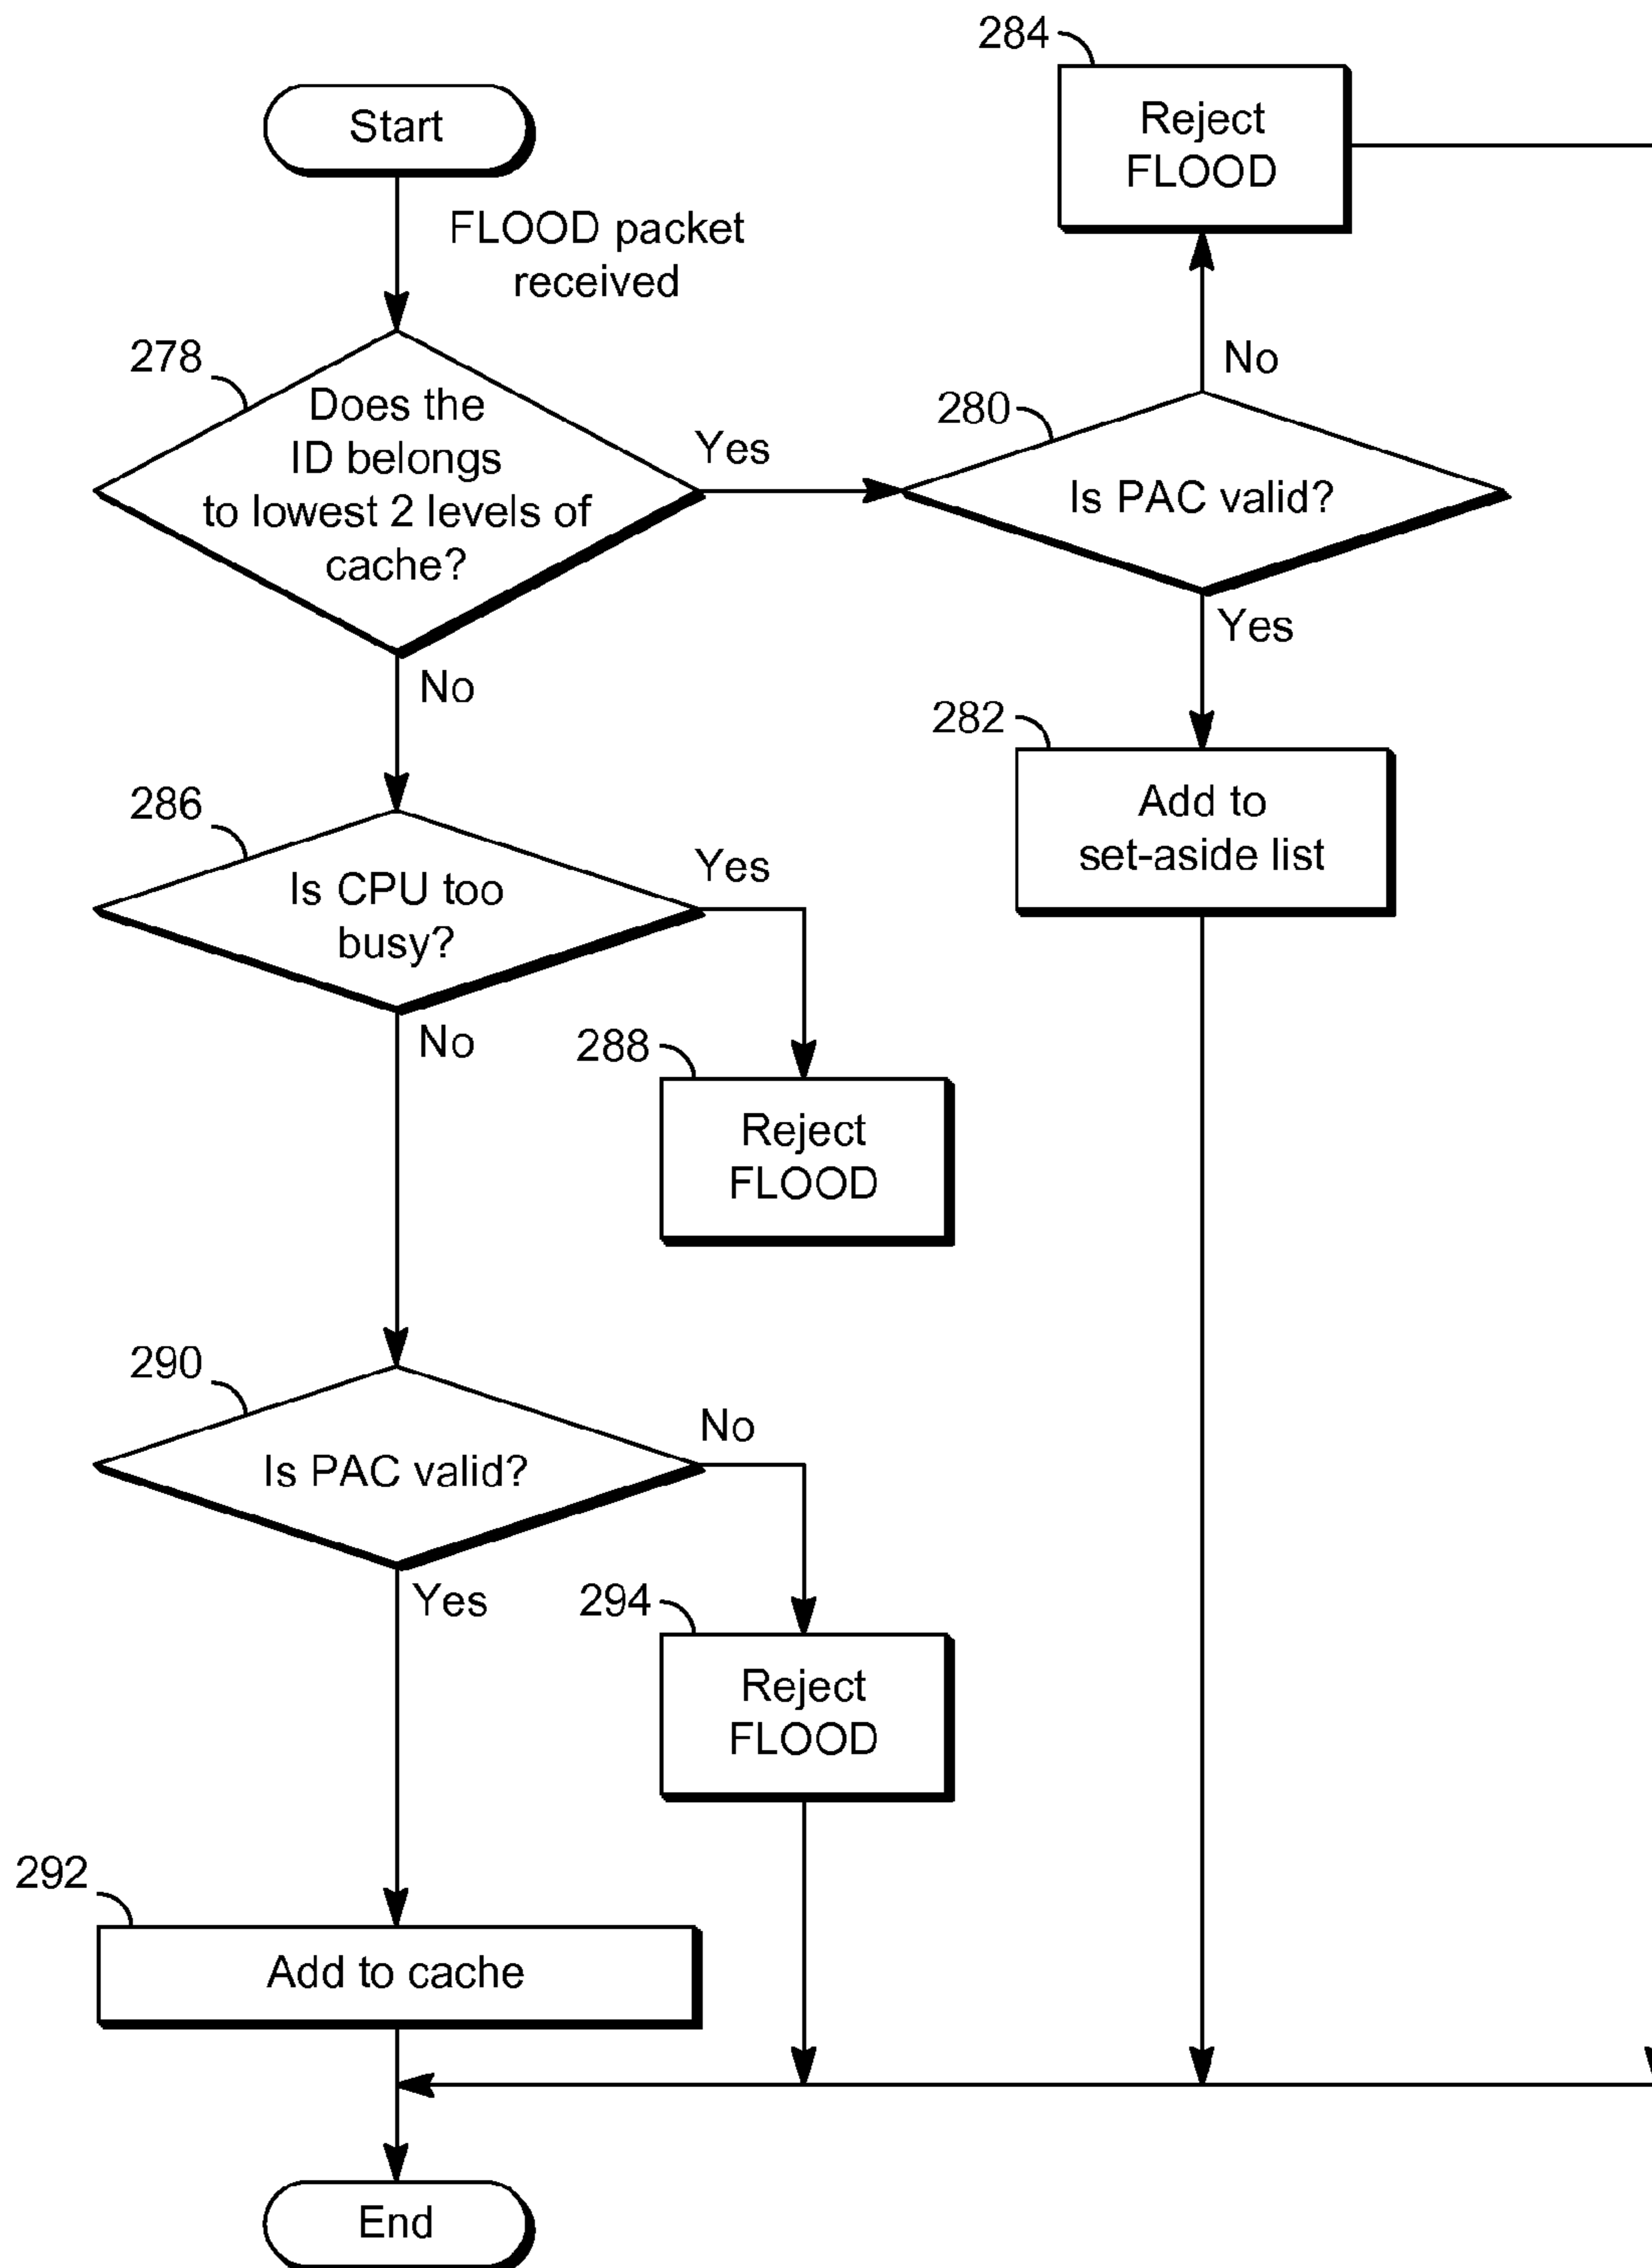 Start
FLOOD packet
received
278
Does the
ID belongs
to lowest 2 levels of
cache?
Yes
No
284
Reject
FLOOD
No
280
Is PAC valid?
Yes
282
Add to
set-aside list
286
Is CPU too
busy?
Yes
No
288
Reject
FLOOD
290
Is PAC valid?
No
Yes
294
Reject
FLOOD
292
Add to cache
End